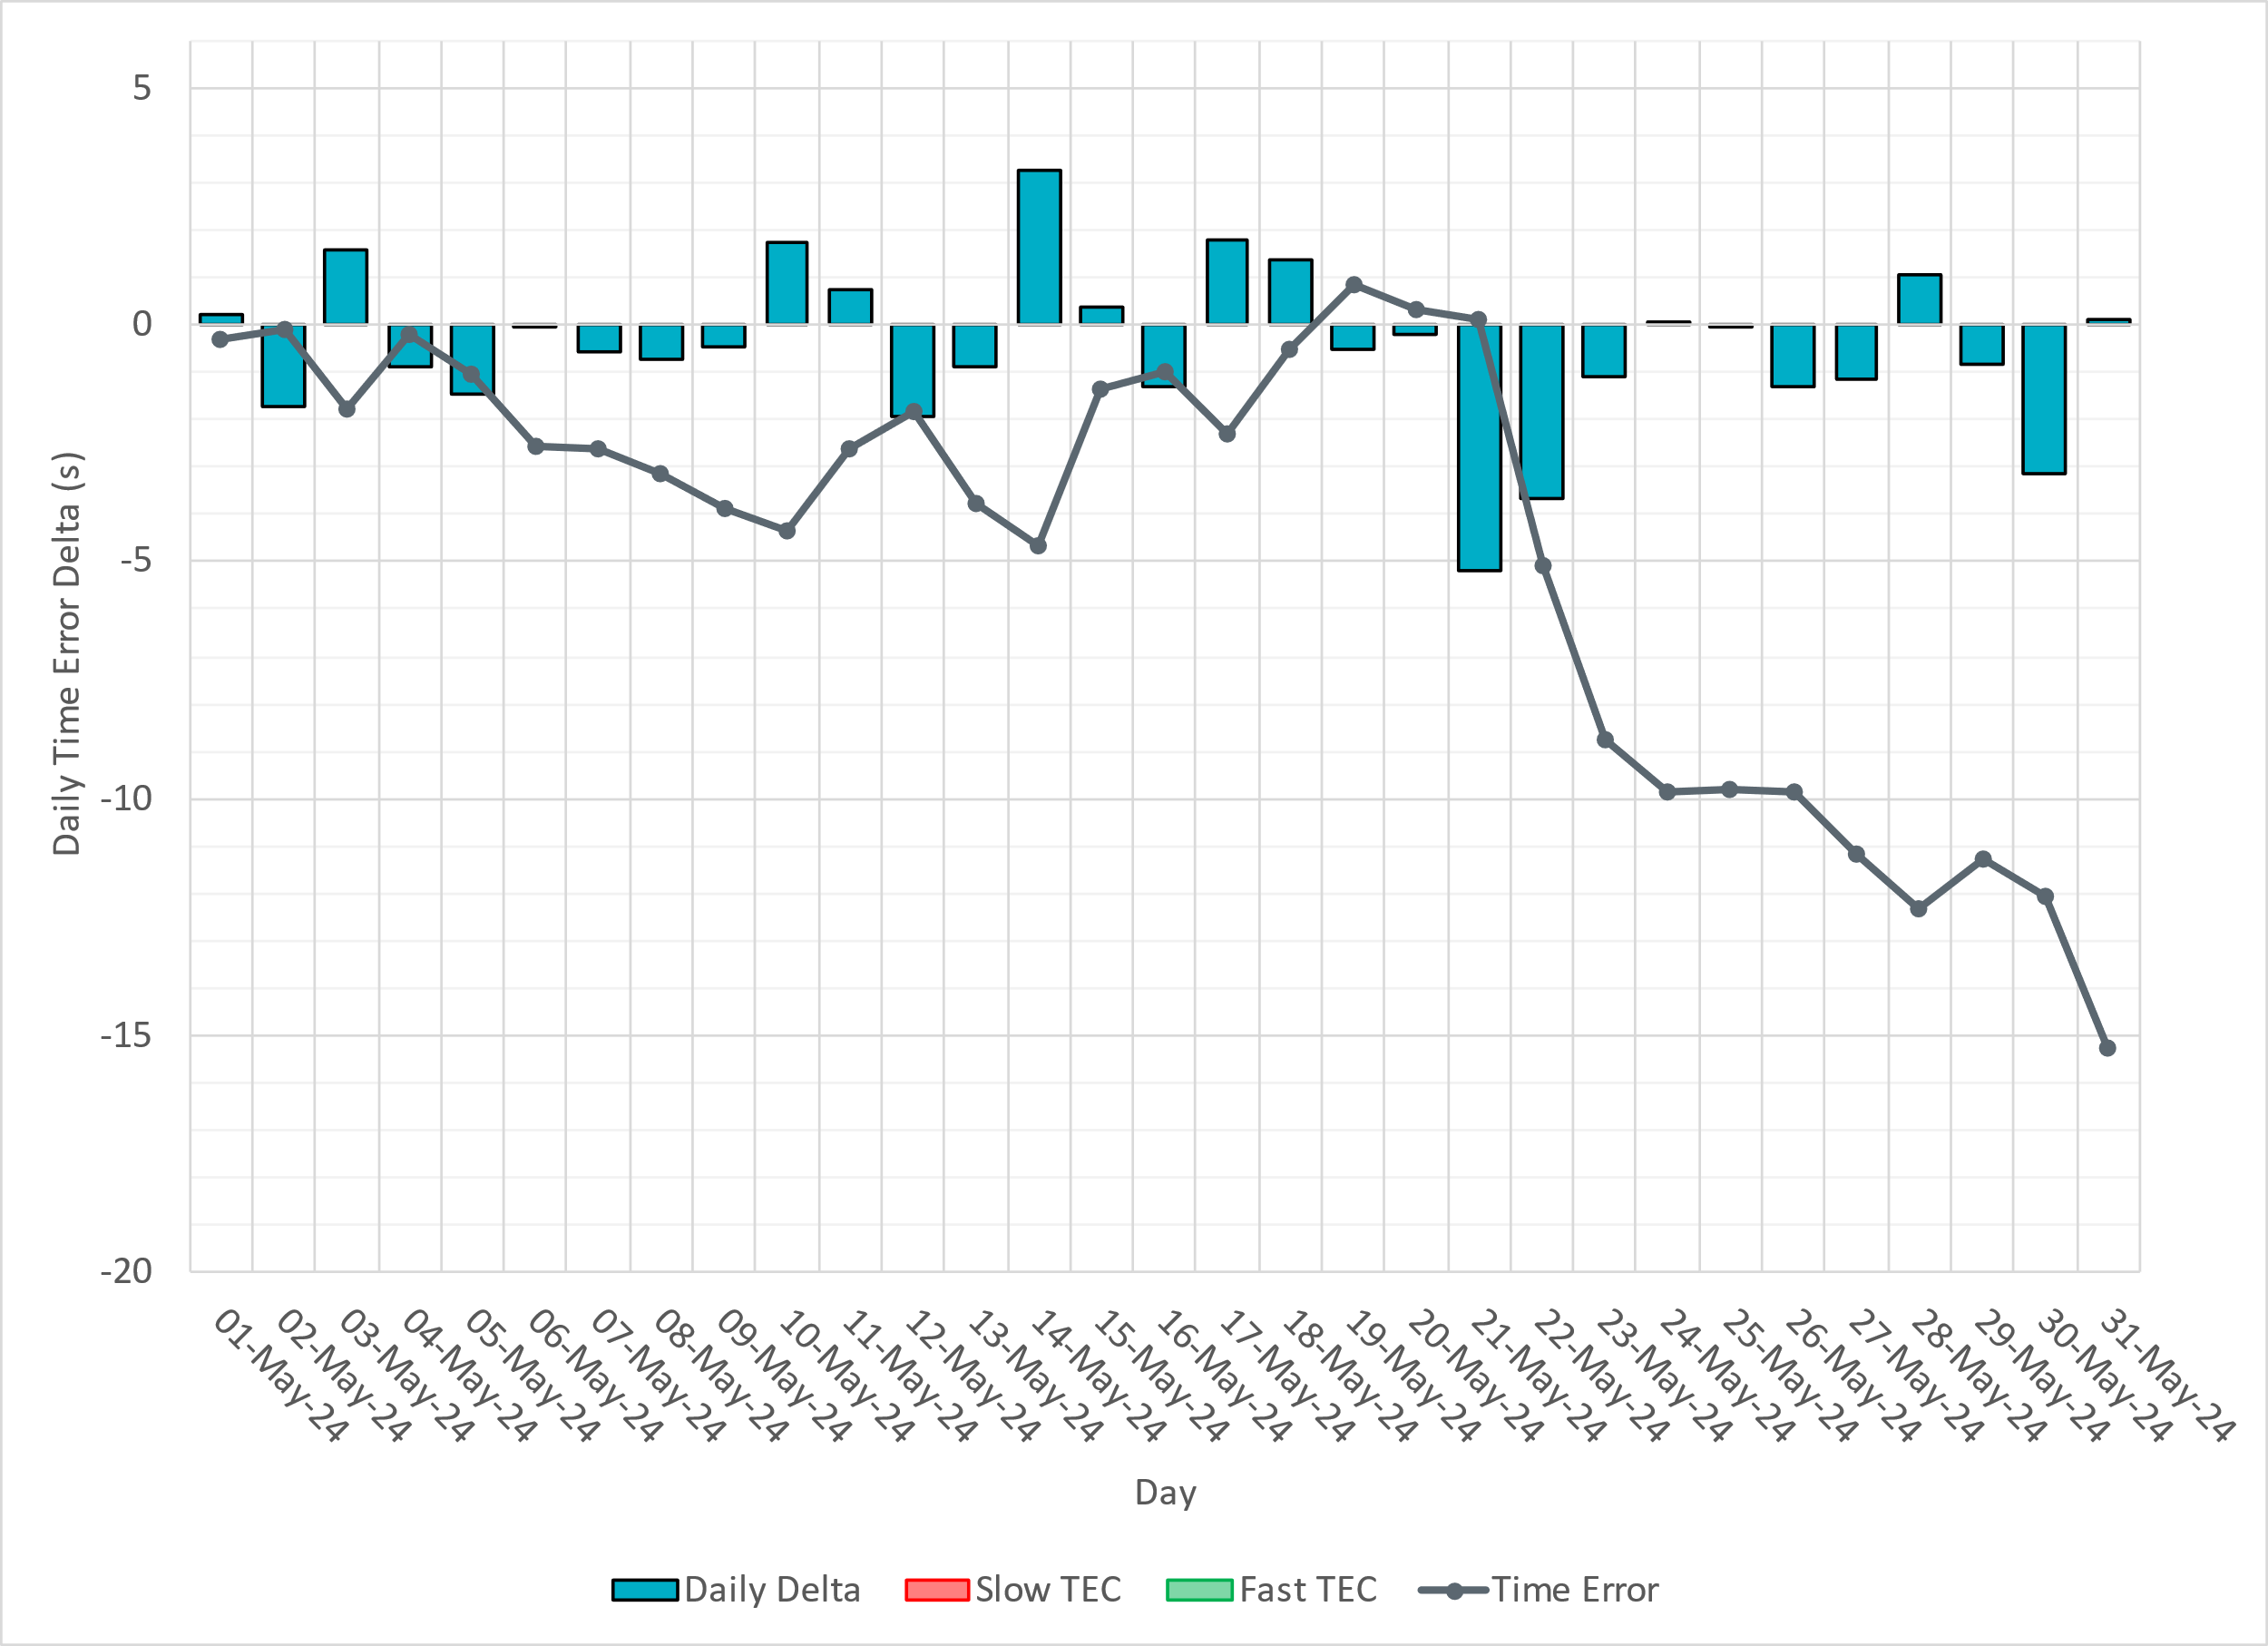 Daily Time Error Delta (s)
5
0
-5
-10
-15
-20
01-May-24
02-May-24
03-May-24
04-May-24
05-May-24
06-May-24
07-May-24
08-May-24
09-May-24
10-May-24
11-May-24
12-May-24
13-May-24
14-May-24
15-May-24
16-May-24
17-May-24
18-May-24
19-May-24
20-May-24
21-May-24
22-May-24
23-May-24
24-May-24
25-May-24
26-May-24
27-May-24
28-May-24
29-May-24
30-May-24
31-May-24
Day
Daily Delta Slow TEC Fast TEC Time Error